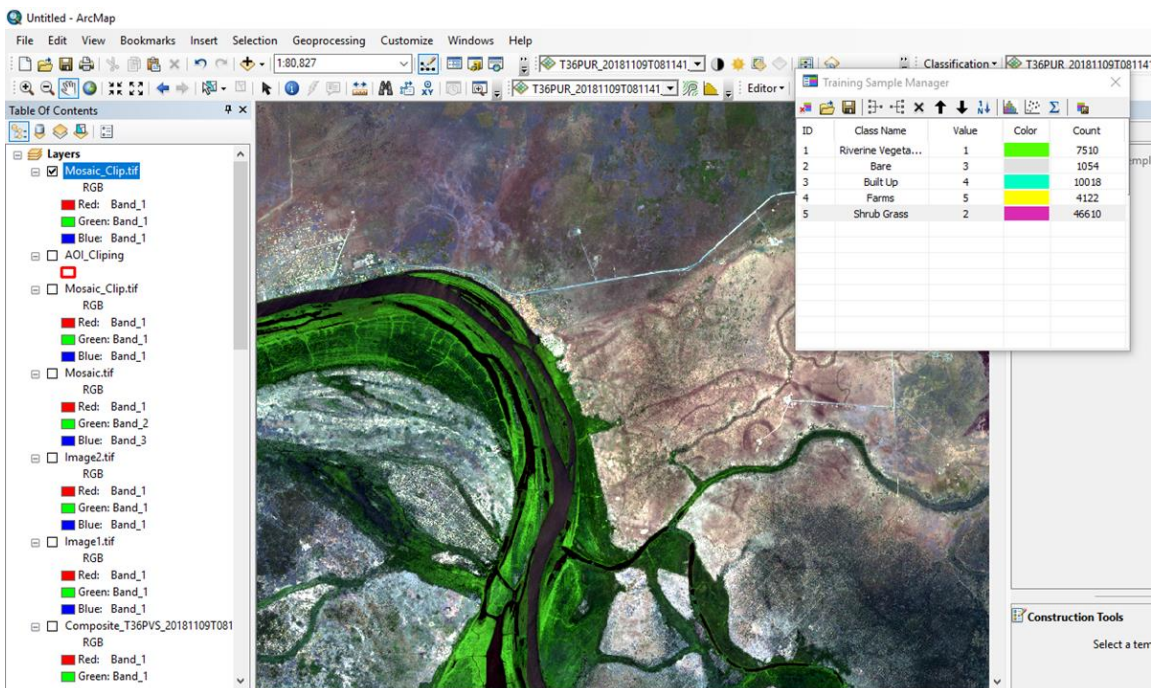 Untitled - ArcMap
File Edit View Bookmarks Insert Selection Geoprocessing Customize Windows Help
1:80,827 T36PUR_20181109T081141_ Classification T36PUR_20181109T08114
T36PUR_20181109T081141_ Editor
Table Of Contents
Layers
Mosaic_Clip.tif
RGB
Red: Band_1
Green: Band_1
Blue: Band_1
AOI_Cliping
Mosaic_Clip.tif
RGB
Red: Band_1
Green: Band_1
Blue: Band_1
Mosaic.tif
RGB
Red: Band_1
Green: Band_2
Blue: Band_3
Image2.tif
RGB
Red: Band_1
Green: Band_1
Blue: Band_1
Image1.tif
RGB
Red: Band_1
Green: Band_1
Blue: Band_1
Composite_T36PVS_20181109T081
RGB
Red: Band_1
Green: Band_1
Training Sample Manager
ID Class Name Value Color Count
1 Riverine Vegeta... 1 7510
2 Bare 3 1054
3 Built Up 4 10018
4 Farms 5 4122
5 Shrub Grass 2 46610
Construction Tools
Select a tem